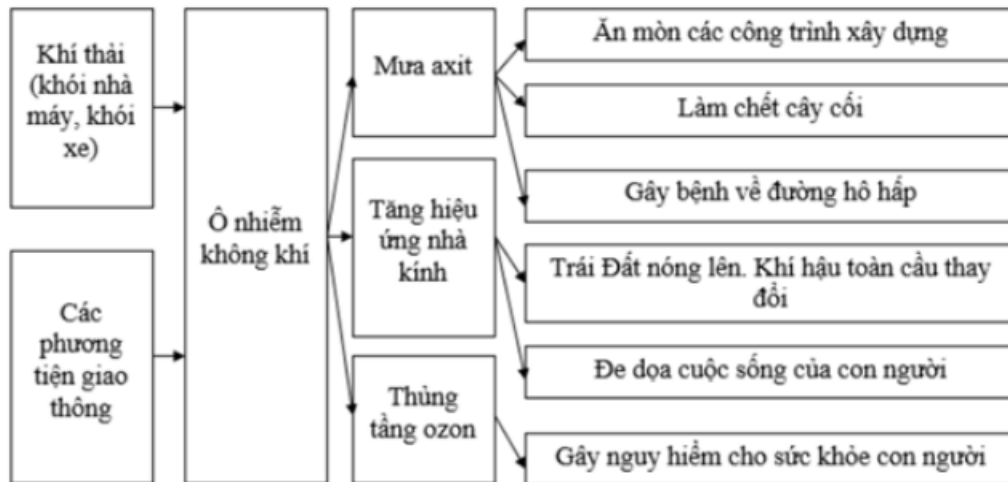 Khí thải
(khói nhà
máy, khói
xe)
Các
phương
tiện giao
thông
Ô nhiễm
không khí
Mưa axit
Tăng hiệu
ứng nhà
kính
Thủng
tầng ozon
Ăn mòn các công trình xây dựng
Làm chết cây cối
Gây bệnh về đường hô hấp
Trái Đất nóng lên. Khí hậu toàn cầu thay
đổi
Đe dọa cuộc sống của con người
Gây nguy hiểm cho sức khỏe con người